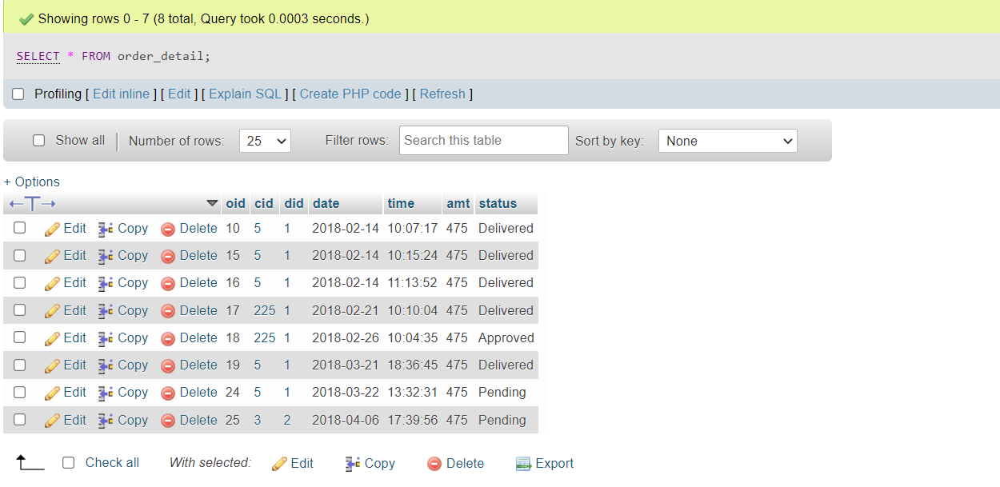 Showing rows 0 - 7 (8 total, Query took 0.0003 seconds.)
SELECT * FROM order_detail;
Profiling [ Edit inline ] [ Edit ] [ Explain SQL ] [ Create PHP code ] [ Refresh ]
Show all | Number of rows: 25 Filter rows: Search this table Sort by key: None
+ Options
←T→ oid cid did date time amt status
Edit Copy Delete 10 5 1 2018-02-14 10:07:17 475 Delivered
Edit Copy Delete 15 5 1 2018-02-14 10:15:24 475 Delivered
Edit Copy Delete 16 5 1 2018-02-14 11:13:52 475 Delivered
Edit Copy Delete 17 225 1 2018-02-21 10:10:04 475 Delivered
Edit Copy Delete 18 225 1 2018-02-26 10:04:35 475 Approved
Edit Copy Delete 19 5 1 2018-03-21 18:36:45 475 Delivered
Edit Copy Delete 24 5 1 2018-03-22 13:32:31 475 Pending
Edit Copy Delete 25 3 2 2018-04-06 17:39:56 475 Pending
Check all With selected: Edit Copy Delete Export